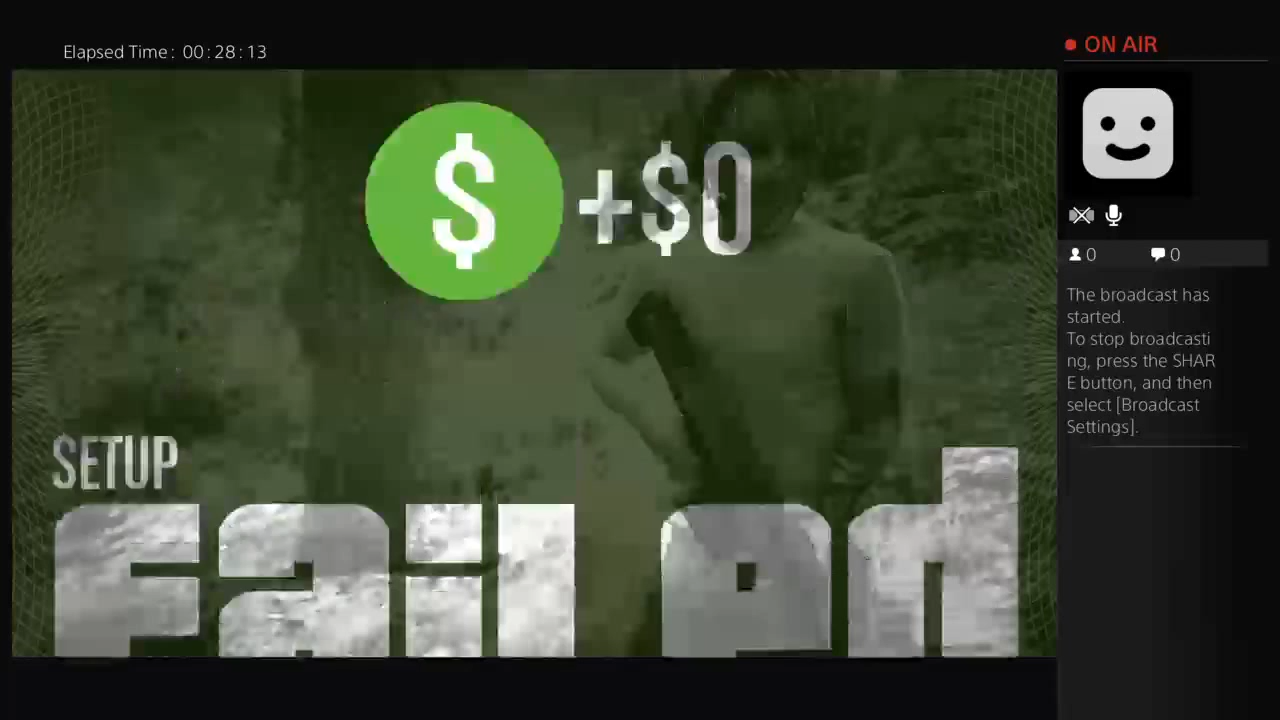 Elapsed Time: 00:28:13
ON AIR
$ +$0
0 0
The broadcast has
started.
To stop broadcasti
ng, press the SHAR
E button, and then
select [Broadcast
Settings].
SETUP
Failed